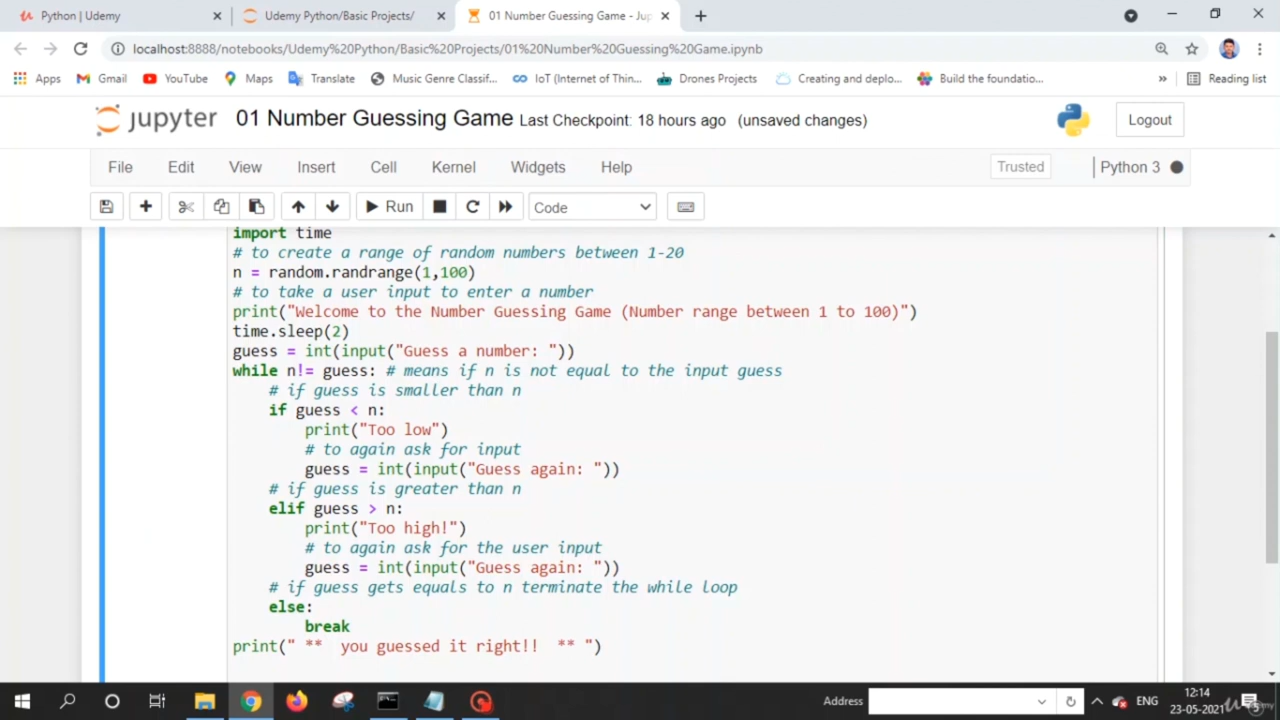 Python | Udemy
Udemy Python/Basic Projects/
01 Number Guessing Game - Jup
localhost:8888/notebooks/Udemy%20Python/Basic%20Projects/01%20Number%20Guessing%20Game.ipynb
Apps Gmail YouTube Maps Translate Music Genre Classif... IoT (Internet of Thin... Drones Projects Creating and deplo... Build the foundatio... » Reading list
jupyter 01 Number Guessing Game Last Checkpoint: 18 hours ago (unsaved changes) Logout
File Edit View Insert Cell Kernel Widgets Help Trusted Python 3
Run Code
import time
# to create a range of random numbers between 1-20
n = random.randrange(1,100)
# to take a user input to enter a number
print("Welcome to the Number Guessing Game (Number range between 1 to 100)")
time.sleep(2)
guess = int(input("Guess a number: "))
while n!= guess: # means if n is not equal to the input guess
# if guess is smaller than n
if guess < n:
print("Too low")
# to again ask for input
guess = int(input("Guess again: "))
# if guess is greater than n
elif guess > n:
print("Too high!")
# to again ask for the user input
guess = int(input("Guess again: "))
# if guess gets equals to n terminate the while loop
else:
break
print(" ** you guessed it right!! ** ")
Address ENG 12:14
23-05-2021